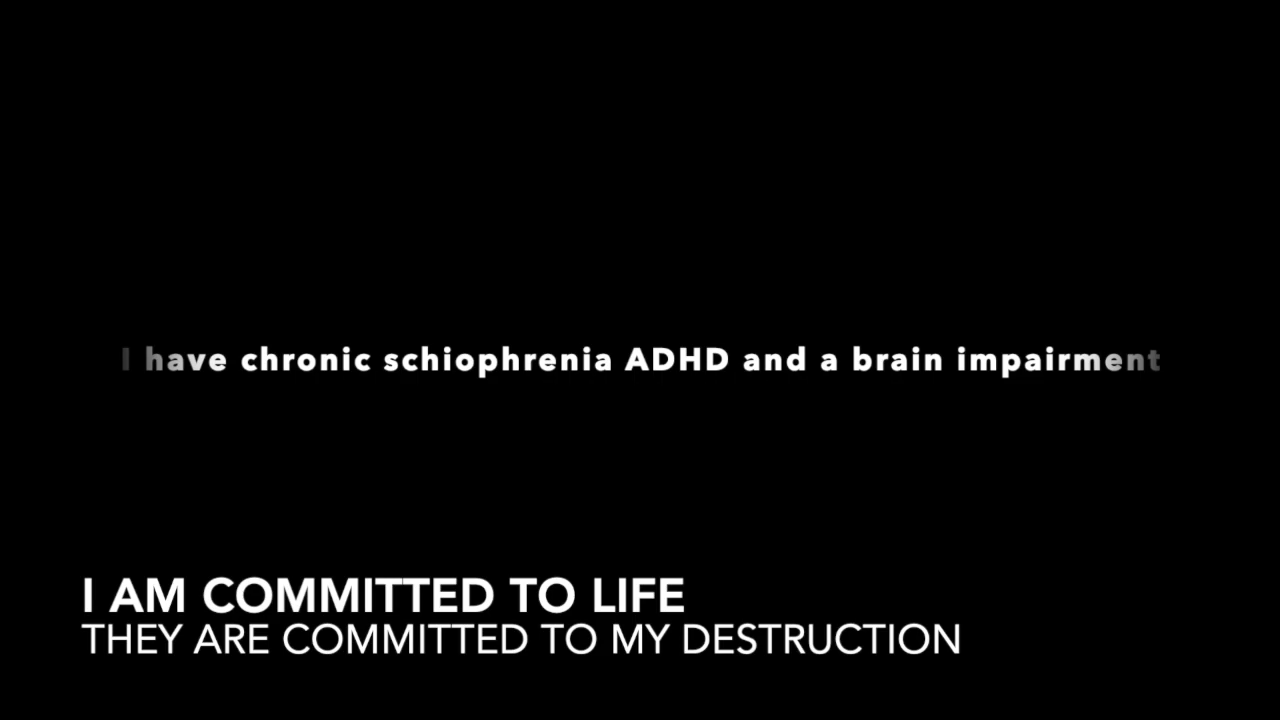 I have chronic schiophrenia ADHD and a brain impairment
I AM COMMITTED TO LIFE
THEY ARE COMMITTED TO MY DESTRUCTION